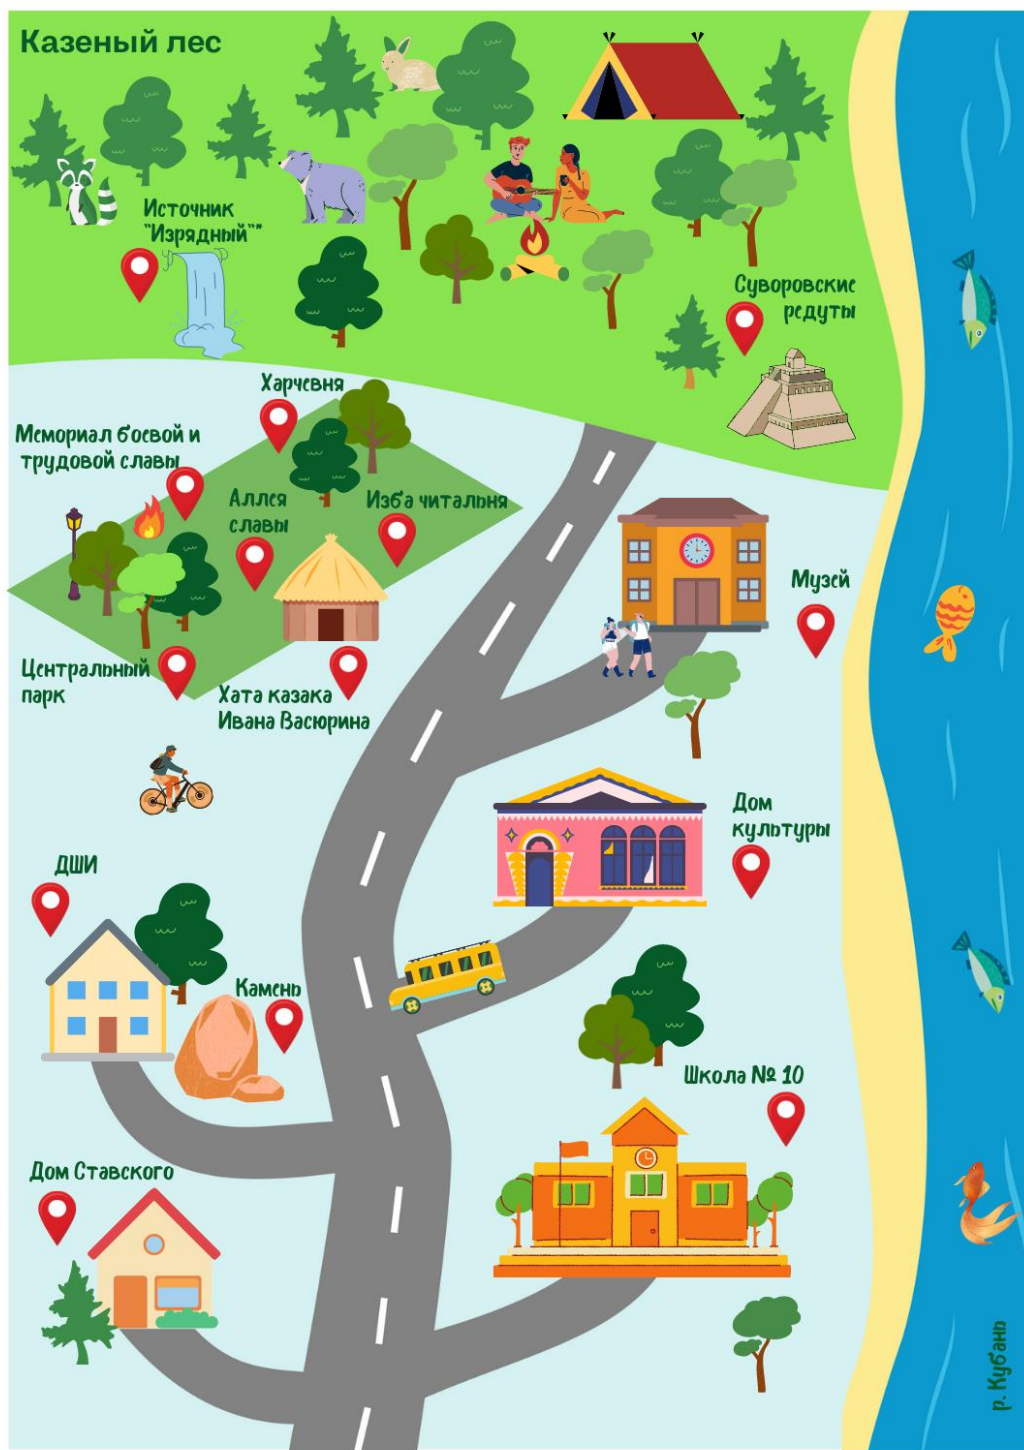 Казеный лес
Источник
"Изрядный""
Суворовские
редуты
Харчевня
Мемориал боевой и
трудовой славы
Аллея
славы
Изба читальня
Музей
Центральный
парк
Хата казака
Ивана Васюрина
Дом
культуры
ДШИ
Камень
Школа № 10
Дом Ставского
р. Кубань